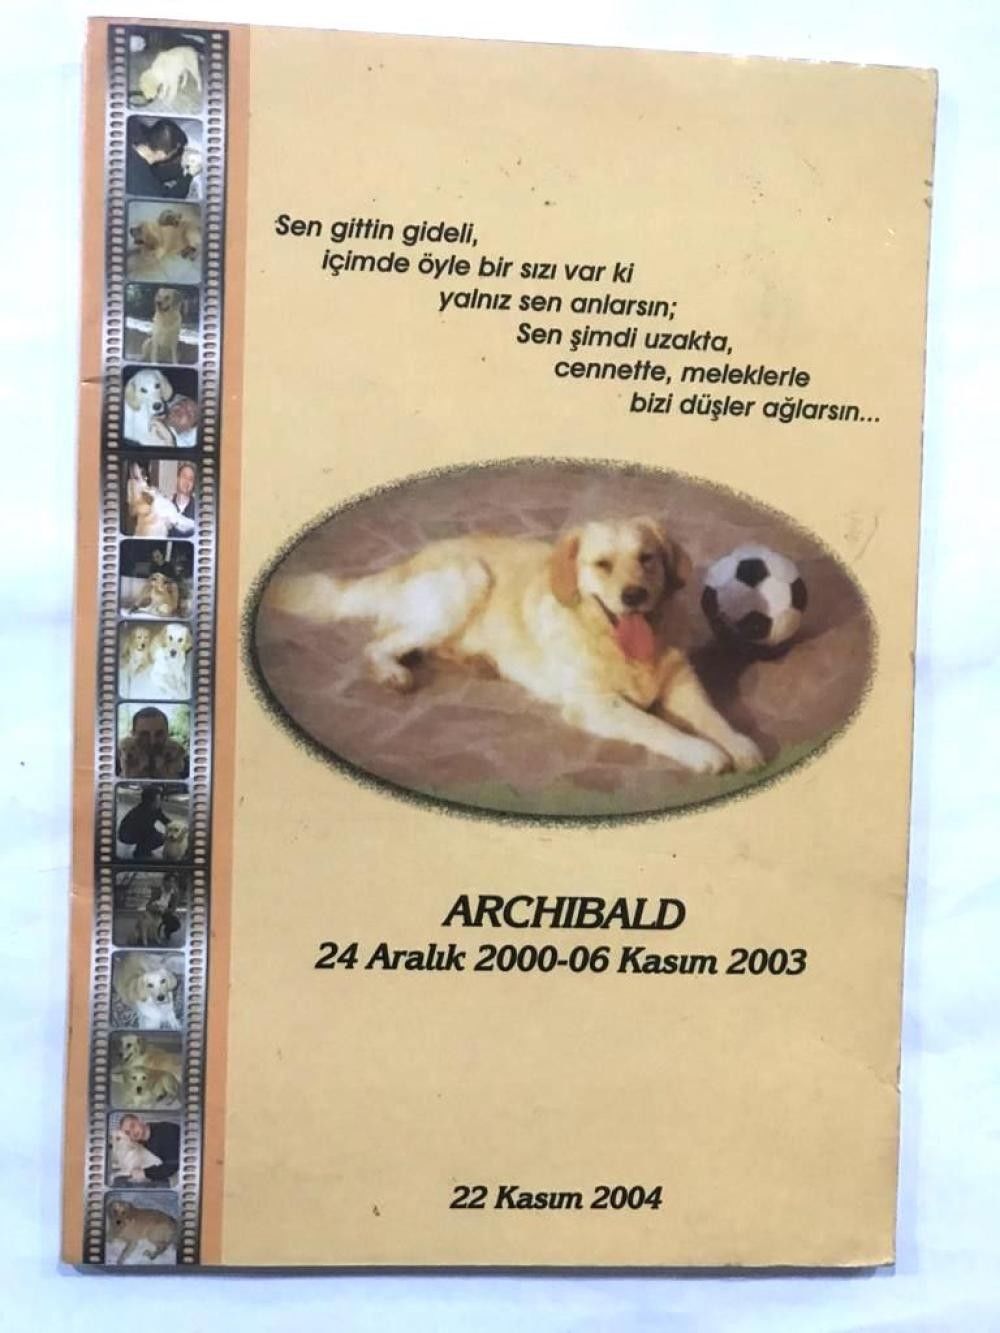 Sen gittin gideli,
içimde öyle bir sızı var ki
yalnız sen anlarsın;
Sen şimdi uzakta,
cennette, meleklerle
bizi düşler ağlarsın...
ARCHIBALD
24 Aralık 2000-06 Kasım 2003
22 Kasım 2004